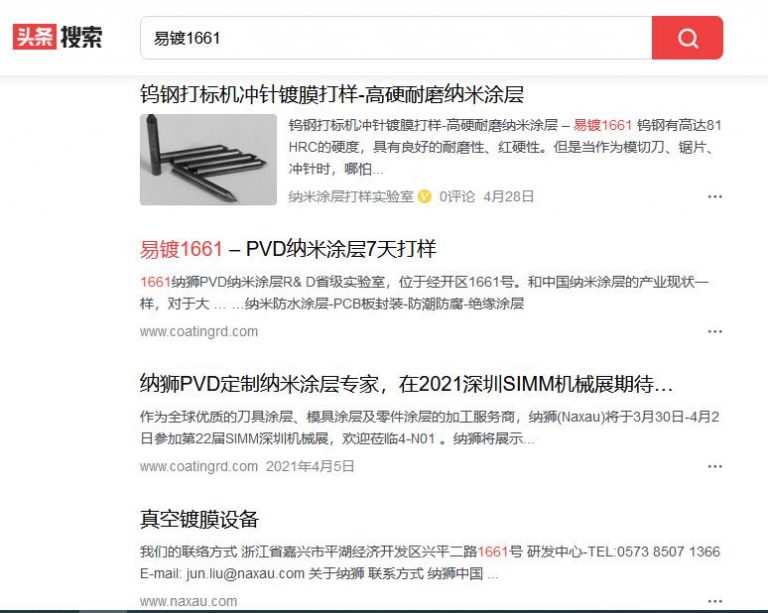 头条 搜索
易镀1661
钨钢打标机冲针镀膜打样-高硬耐磨纳米涂层
钨钢打标机冲针镀膜打样-高硬耐磨纳米涂层 – 易镀1661 钨钢有高达81
HRC的硬度，具有良好的耐磨性、红硬性。但是当作为模切刀、锯片、
冲针时，哪怕...
纳米涂层打样实验室 0评论 4月28日
易镀1661 – PVD纳米涂层7天打样
1661纳狮PVD纳米涂层R& D省级实验室，位于经开区1661号。和中国纳米涂层的产业现状一
样，对于大 ... ...纳米防水涂层-PCB板封装-防潮防腐-绝缘涂层
www.coatingrd.com
纳狮PVD定制纳米涂层专家，在2021深圳SIMM机械展期待...
作为全球优质的刀具涂层、模具涂层及零件涂层的加工服务商，纳狮(Naxau)将于3月30日-4月2
日参加第22届SIMM深圳机械展，欢迎莅临4-N01 。纳狮将展示...
www.coatingrd.com 2021年4月5日
真空镀膜设备
我们的联络方式 浙江省嘉兴市平湖经济开发区兴平二路1661号 研发中心-TEL:0573 8507 1366
E-mail: jun.liu@naxau.com 关于纳狮 联系方式 纳狮中国 ...
www.naxau.com